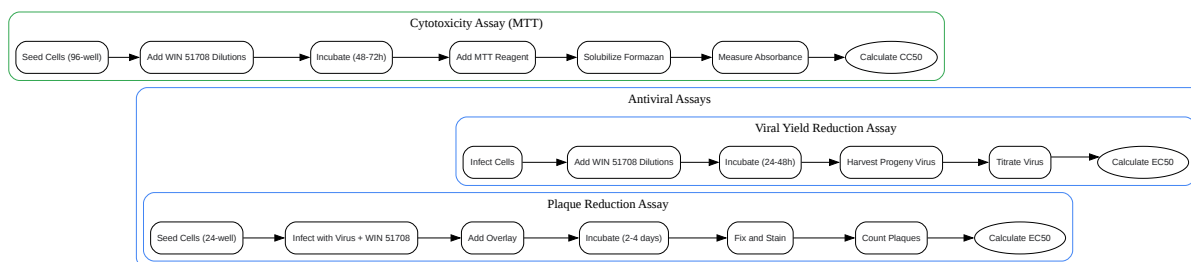 Cytotoxicity Assay (MTT)
Seed Cells (96-well)
Add WIN 51708 Dilutions
Incubate (48-72h)
Add MTT Reagent
Solubilize Formazan
Measure Absorbance
Calculate CC50
Antiviral Assays
Viral Yield Reduction Assay
Infect Cells
Add WIN 51708 Dilutions
Incubate (24-48h)
Harvest Progeny Virus
Titrate Virus
Calculate EC50
Plaque Reduction Assay
Seed Cells (24-well)
Infect with Virus + WIN 51708
Add Overlay
Incubate (2-4 days)
Fix and Stain
Count Plaques
Calculate EC50